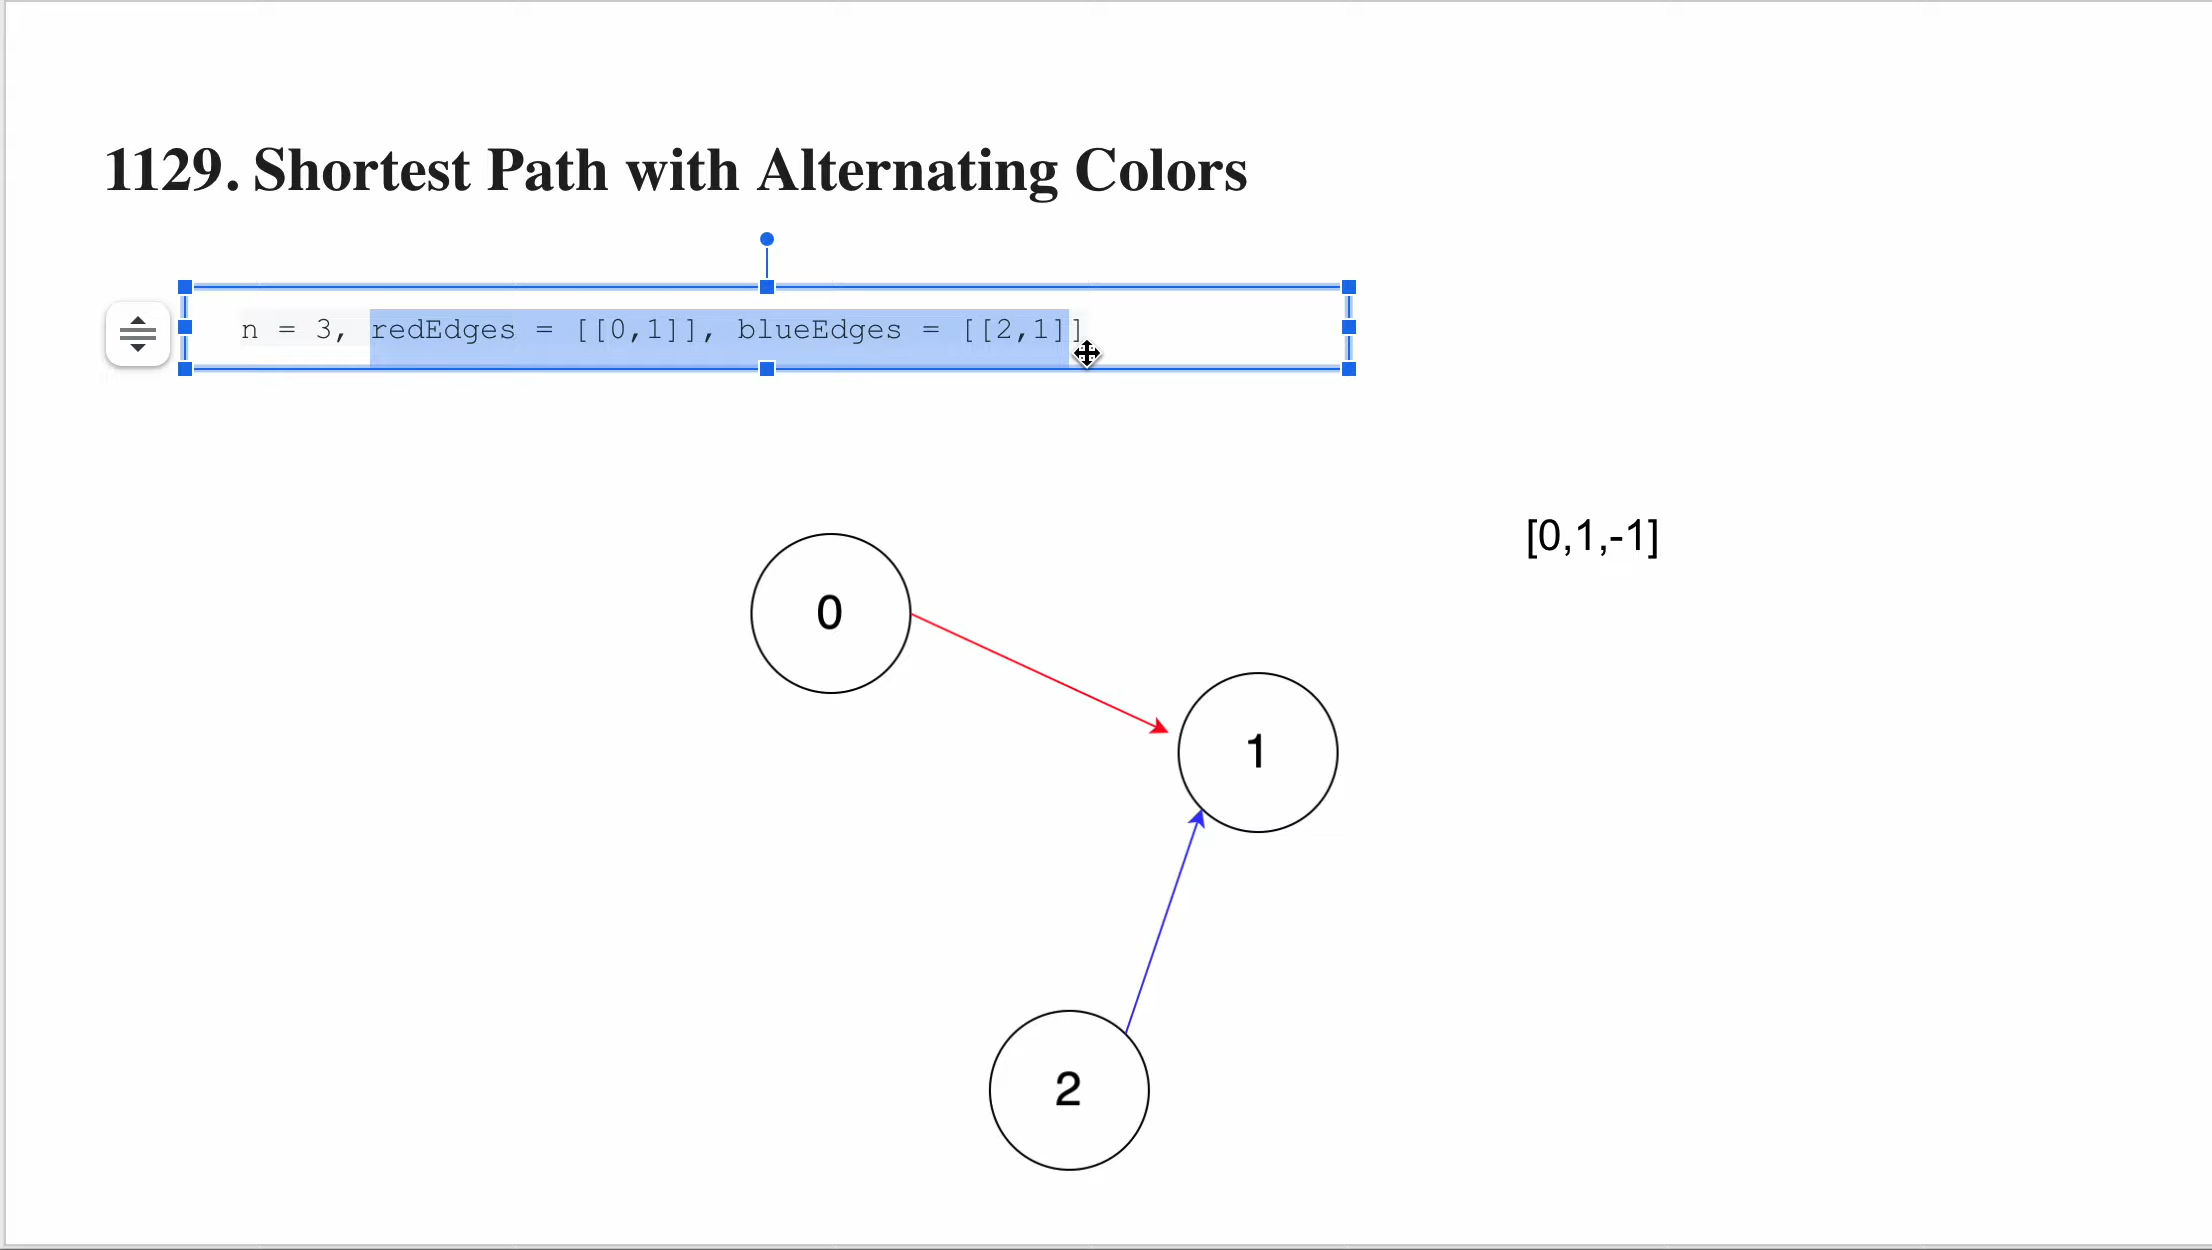 1129. Shortest Path with Alternating Colors
n = 3, redEdges = [[0,1]], blueEdges = [[2,1]]
[0,1,-1]
0
1
2